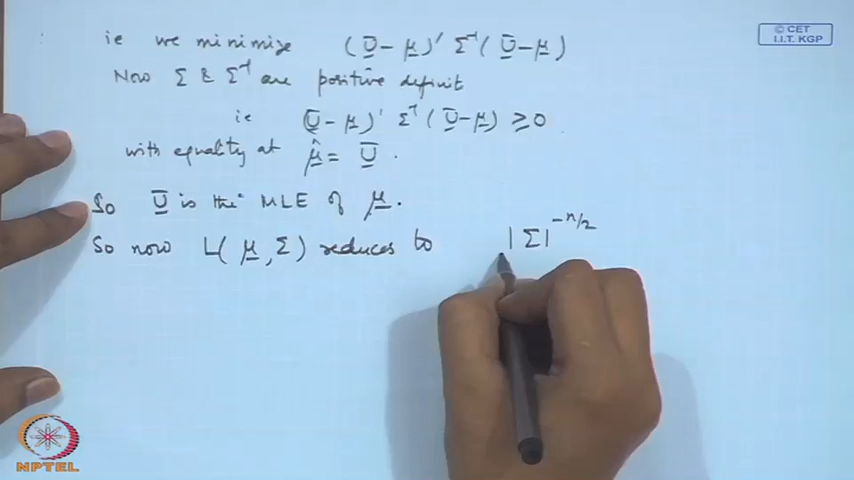 ie we minimize (U̅ - μ)' Σ⁻¹ (U̅ - μ)
© CET
I.I.T. KGP
Now Σ & Σ⁻¹ are positive definit
ie (U̅ - μ)' Σ⁻¹ (U̅ - μ) ≥ 0
with equality at μ̂ = U̅ .
So U̅ is the MLE of μ.
So now L(μ, Σ) reduces to |Σ|^{-n/2}
NPTEL